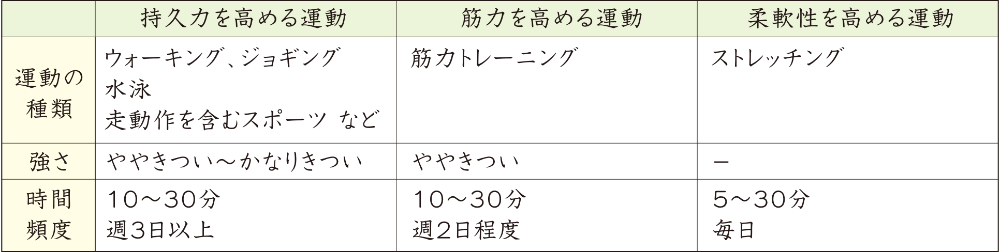 持久力を高める運動
筋力を高める運動
柔軟性を高める運動
運動の
種類
ウォーキング、ジョギング
水泳
走動作を含むスポーツ など
筋力トレーニング
ストレッチング
強さ
ややきつい～かなりきつい
ややきつい
－
時間
頻度
10～30分
週3日以上
10～30分
週2日程度
5～30分
毎日